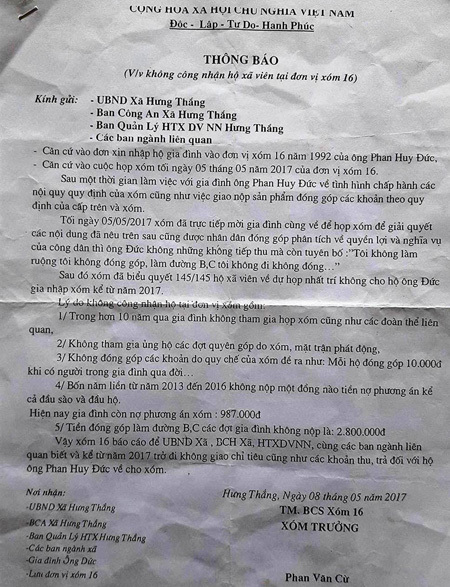 CỘNG HÒA XÃ HỘI CHỦ NGHĨA VIỆT NAM
Độc - Lập - Tự Do- Hạnh Phúc
THÔNG BÁO
(V/v không công nhân hộ xã viên tại đơn vị xóm 16)
Kính gửi: - UBND Xã Hưng Thắng
- Ban Công An Xã Hưng Thắng
- Ban Quản Lý HTX DV NN Hưng Thắng
- Các ban ngành liên quan
- Căn cứ vào đơn xin nhập hộ gia đình vào đơn vị xóm 16 năm 1992 của ông Phan Huy Đức,
- Căn cứ vào cuộc họp xóm tối ngày 05 tháng 05 năm 2017 của đơn vị xóm 16.
Sau một thời gian làm việc với gia đình ông Phan Huy Đức về tình hình chấp hành các
nội quy quy định của xóm cũng như việc giao nộp sản phẩm đóng góp các khoản theo quy
định của cấp trên và xóm.
Tối ngày 05/05/2017 xóm đã trực tiếp mời gia đình cùng về để họp xóm để giải quyết
các nội dung đã nêu trên sau cũng được nhân dân đóng góp phân tích về quyền lợi và nghĩa vụ
của công dân thì ông Đức không những không tiếp thu mà còn tuyên bố :"Tôi không làm
ruộng tôi không đóng góp, làm đường B,C tôi không đi không đóng..."
Sau đó xóm đã biểu quyết 145/145 hộ xã viên về dự họp nhất trí không cho hộ ông Đức
gia nhập xóm kể từ năm 2017.
Lý do không công nhận hộ tại đơn vị xóm gồm:
1/ Trong hơn 10 năm qua gia đình không tham gia họp xóm cũng như các đoàn thể liên
quan,
2/ Không tham gia ủng hộ các đợt quyên góp do xóm, mặt trận phát động,
3/ Không đóng góp các khoản do quy chế của xóm đề ra như: Mỗi hộ đóng góp 10.000đ
khi có người trong gia đình qua đời…
4/ Bốn năm liền từ năm 2013 đến 2016 không nộp một đồng nào tiền nợ phương án kể
cả đầu sào và đầu hộ.
Hiện nay gia đình còn nợ phương án xóm : 987.000đ
5/ Tiền đóng góp làm đường B,C các đợt gia đình không nộp là: 2.800.000đ
Vậy xóm 16 báo cáo để UBND Xã , BCH Xã, HTXDVNN, cùng các ban ngành liên
quan biết và kể từ năm 2017 trở đi không giao chỉ tiêu cũng như các khoản thu, trả đối với hộ
ông Phan Huy Đức về cho xóm.
Nơi nhận:
-UBND Xã Hưng Thắng
-BCA Xã Hưng Thắng
-Ban Quản Lý HTX Hưng Thắng
-Các ban ngành xã
-Gia đình Ông Đức
-Lưu đơn vị xóm 16
Hưng Thắng, Ngày 08 tháng 05 năm 2017
TM. BCS Xóm 16
XÓM TRƯỞNG
Phan Văn Cừ